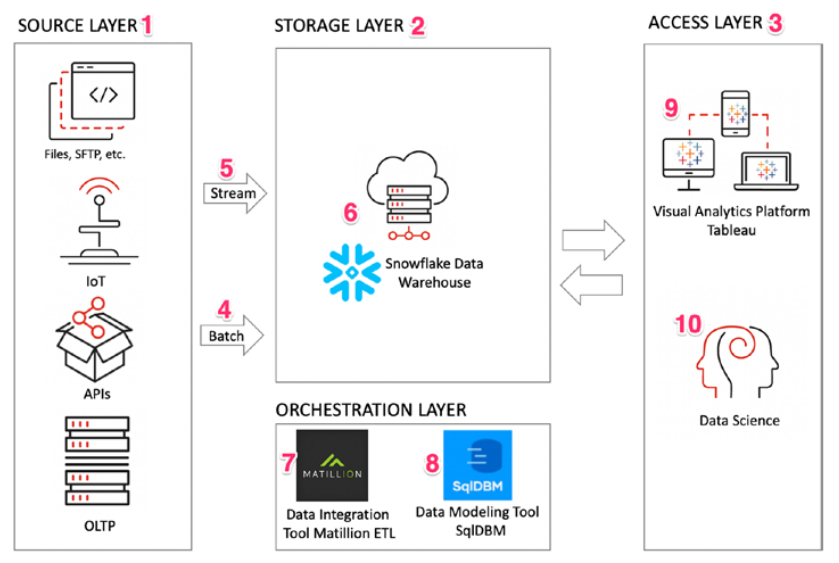 SOURCE LAYER 1
</>
Files, SFTP, etc.
IoT
APIs
OLTP
5
Stream
4
Batch
STORAGE LAYER 2
6
Snowflake Data
Warehouse
ORCHESTRATION LAYER
7
MATILLION
Data Integration
Tool Matillion ETL
8
SqlDBM
Data Modeling Tool
SqlDBM
ACCESS LAYER 3
9
Visual Analytics Platform
Tableau
10
Data Science